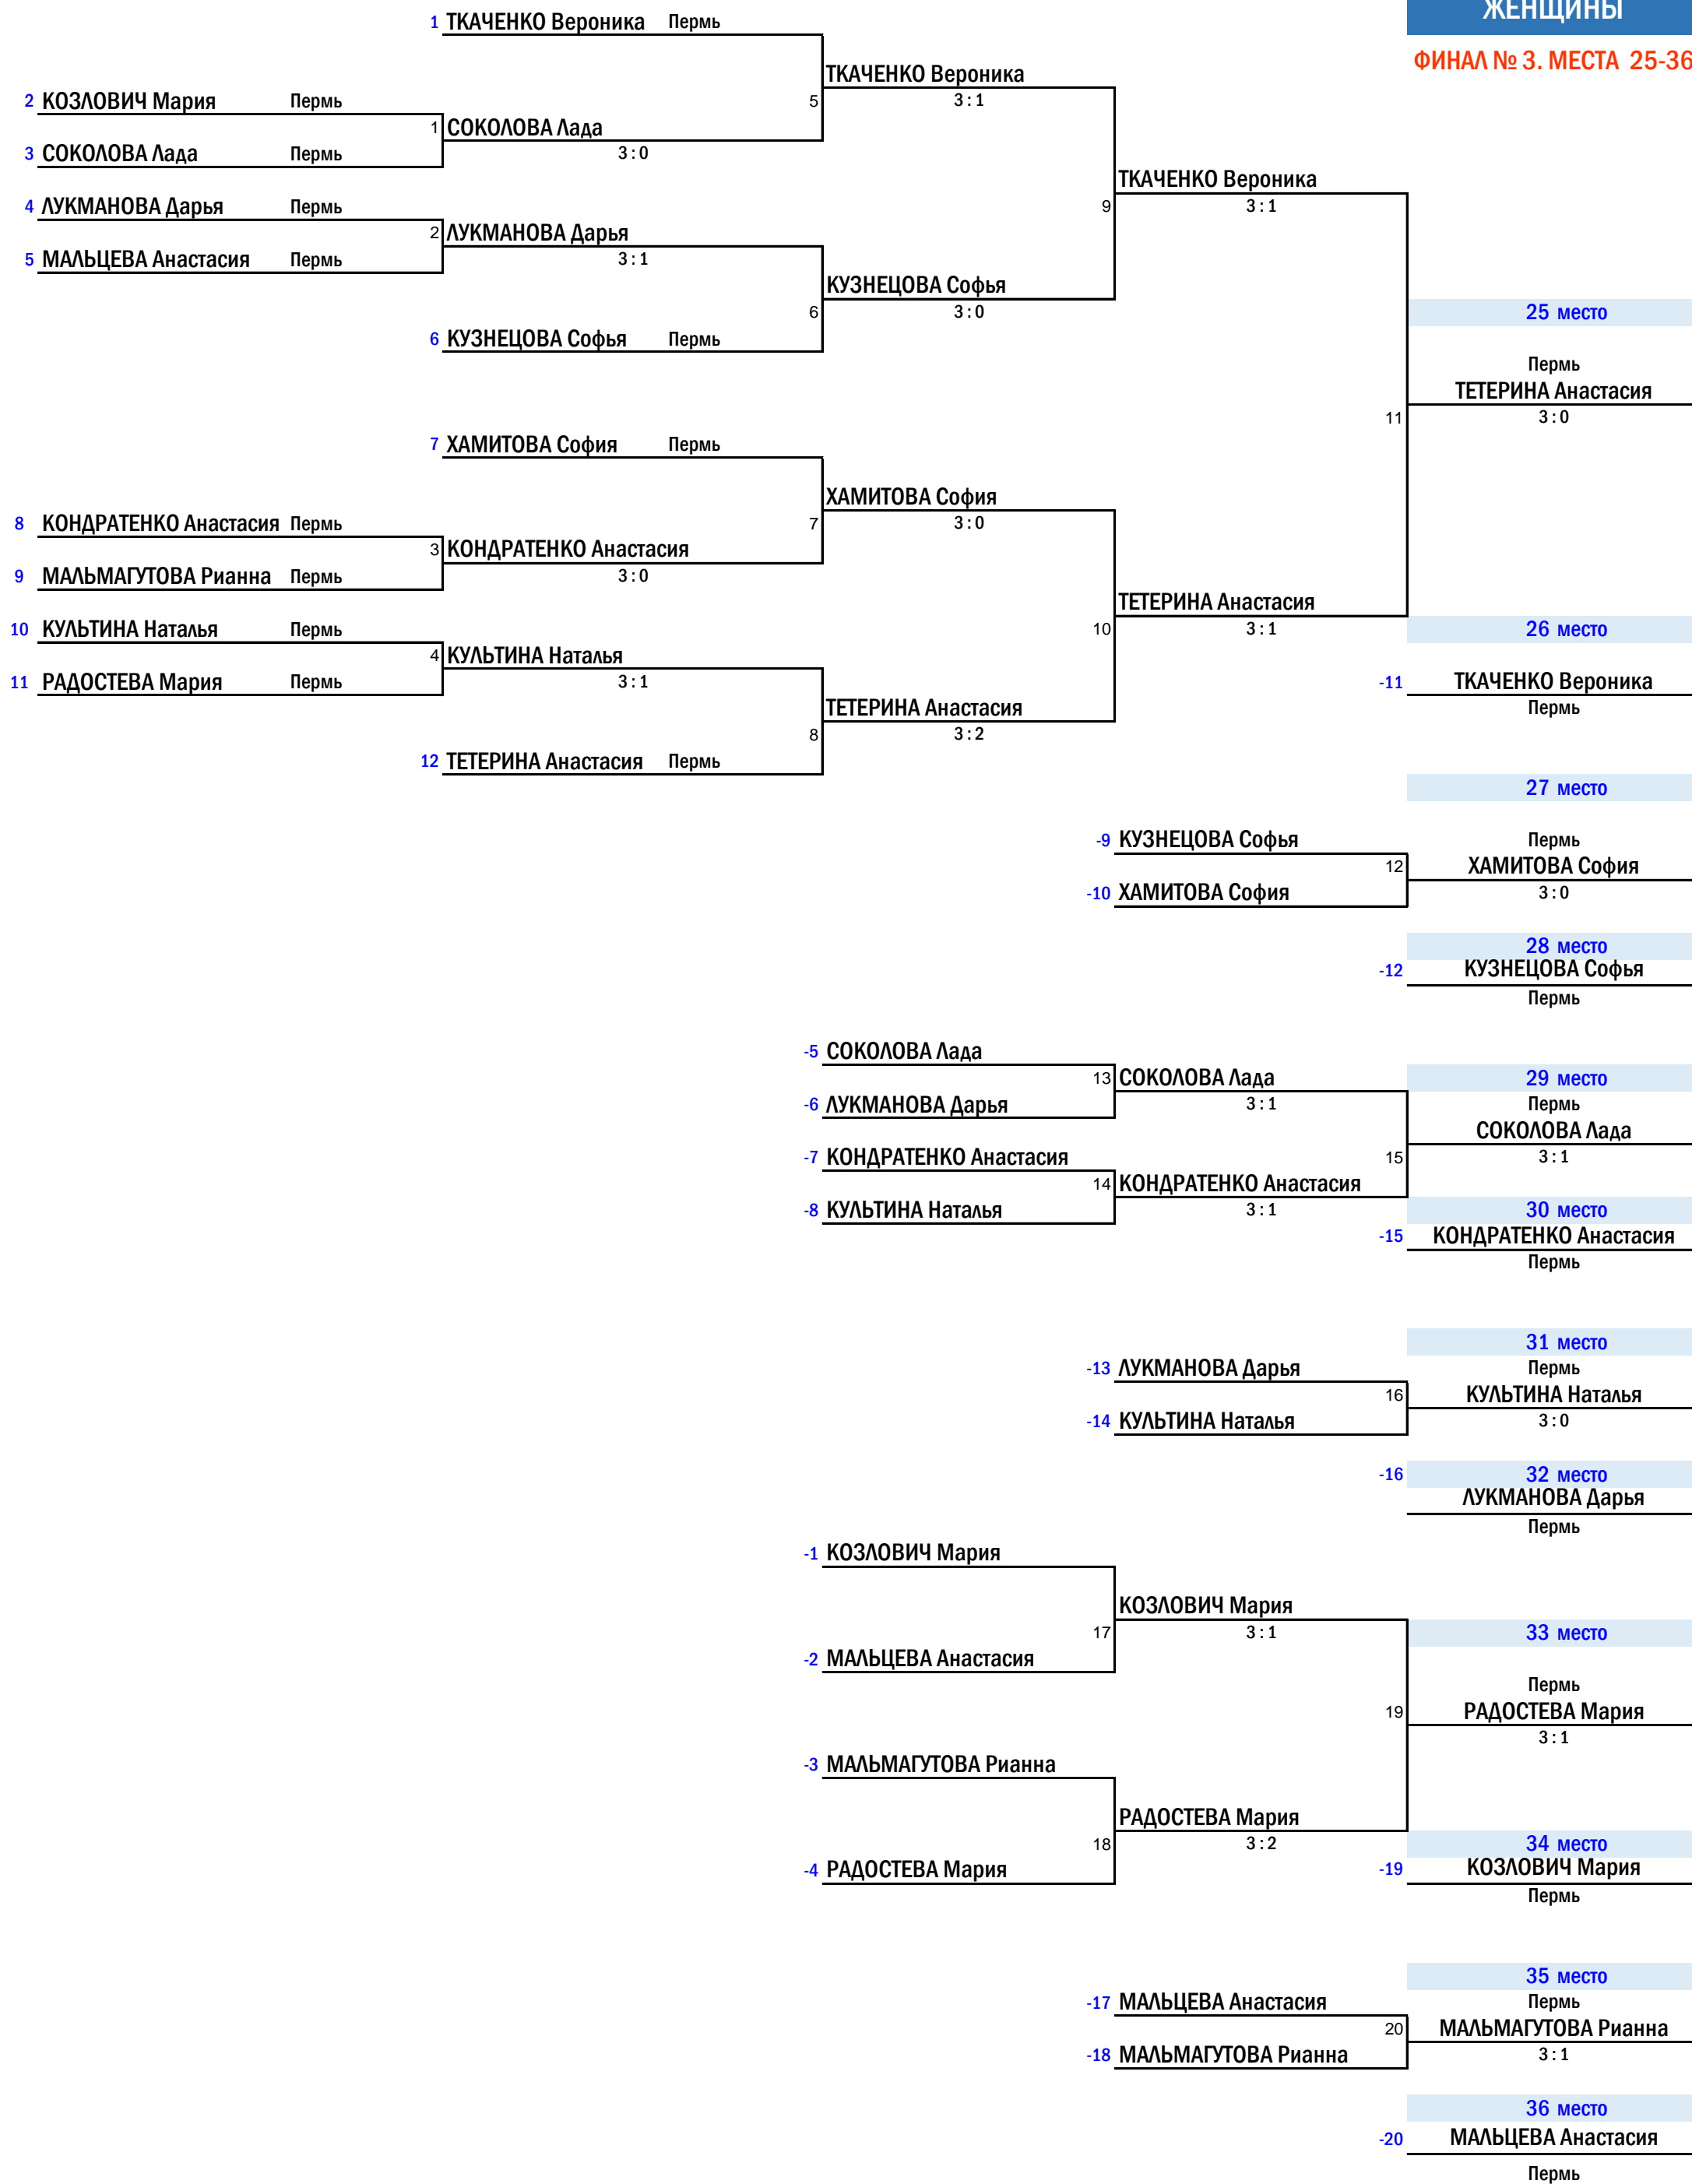 ЖЕНЩИНЫ
ФИНАЛ № 3. МЕСТА 25-36
1 ТКАЧЕНКО Вероника Пермь
ТКАЧЕНКО Вероника
2 КОЗЛОВИЧ Мария Пермь
5 3 : 1
1 СОКОЛОВА Лада
3 СОКОЛОВА Лада Пермь
3 : 0
ТКАЧЕНКО Вероника
4 ЛУКМАНОВА Дарья Пермь
9 3 : 1
2 ЛУКМАНОВА Дарья
5 МАЛЬЦЕВА Анастасия Пермь
3 : 1
КУЗНЕЦОВА Софья
6 3 : 0
25 место
6 КУЗНЕЦОВА Софья Пермь
Пермь
ТЕТЕРИНА Анастасия
11 3 : 0
7 ХАМИТОВА София Пермь
ХАМИТОВА София
8 КОНДРАТЕНКО Анастасия Пермь
7 3 : 0
3 КОНДРАТЕНКО Анастасия
9 МАЛЬМАГУТОВА Рианна Пермь
3 : 0
ТЕТЕРИНА Анастасия
10 КУЛЬТИНА Наталья Пермь
10 3 : 1
26 место
4 КУЛЬТИНА Наталья
11 РАДОСТЕВА Мария Пермь
3 : 1
-11 ТКАЧЕНКО Вероника
Пермь
ТЕТЕРИНА Анастасия
8 3 : 2
12 ТЕТЕРИНА Анастасия Пермь
27 место
-9 КУЗНЕЦОВА Софья
Пермь
12 ХАМИТОВА София
-10 ХАМИТОВА София
3 : 0
28 место
-12 КУЗНЕЦОВА Софья
Пермь
-5 СОКОЛОВА Лада
13 СОКОЛОВА Лада
29 место
-6 ЛУКМАНОВА Дарья
3 : 1
Пермь
СОКОЛОВА Лада
-7 КОНДРАТЕНКО Анастасия
15 3 : 1
14 КОНДРАТЕНКО Анастасия
-8 КУЛЬТИНА Наталья
3 : 1
30 место
-15 КОНДРАТЕНКО Анастасия
Пермь
31 место
-13 ЛУКМАНОВА Дарья
Пермь
16 КУЛЬТИНА Наталья
-14 КУЛЬТИНА Наталья
3 : 0
-16 32 место
ЛУКМАНОВА Дарья
Пермь
-1 КОЗЛОВИЧ Мария
КОЗЛОВИЧ Мария
17 3 : 1
33 место
-2 МАЛЬЦЕВА Анастасия
Пермь
19 РАДОСТЕВА Мария
3 : 1
-3 МАЛЬМАГУТОВА Рианна
РАДОСТЕВА Мария
18 3 : 2
34 место
-4 РАДОСТЕВА Мария
-19 КОЗЛОВИЧ Мария
Пермь
35 место
-17 МАЛЬЦЕВА Анастасия
Пермь
20 МАЛЬМАГУТОВА Рианна
-18 МАЛЬМАГУТОВА Рианна
3 : 1
36 место
-20 МАЛЬЦЕВА Анастасия
Пермь